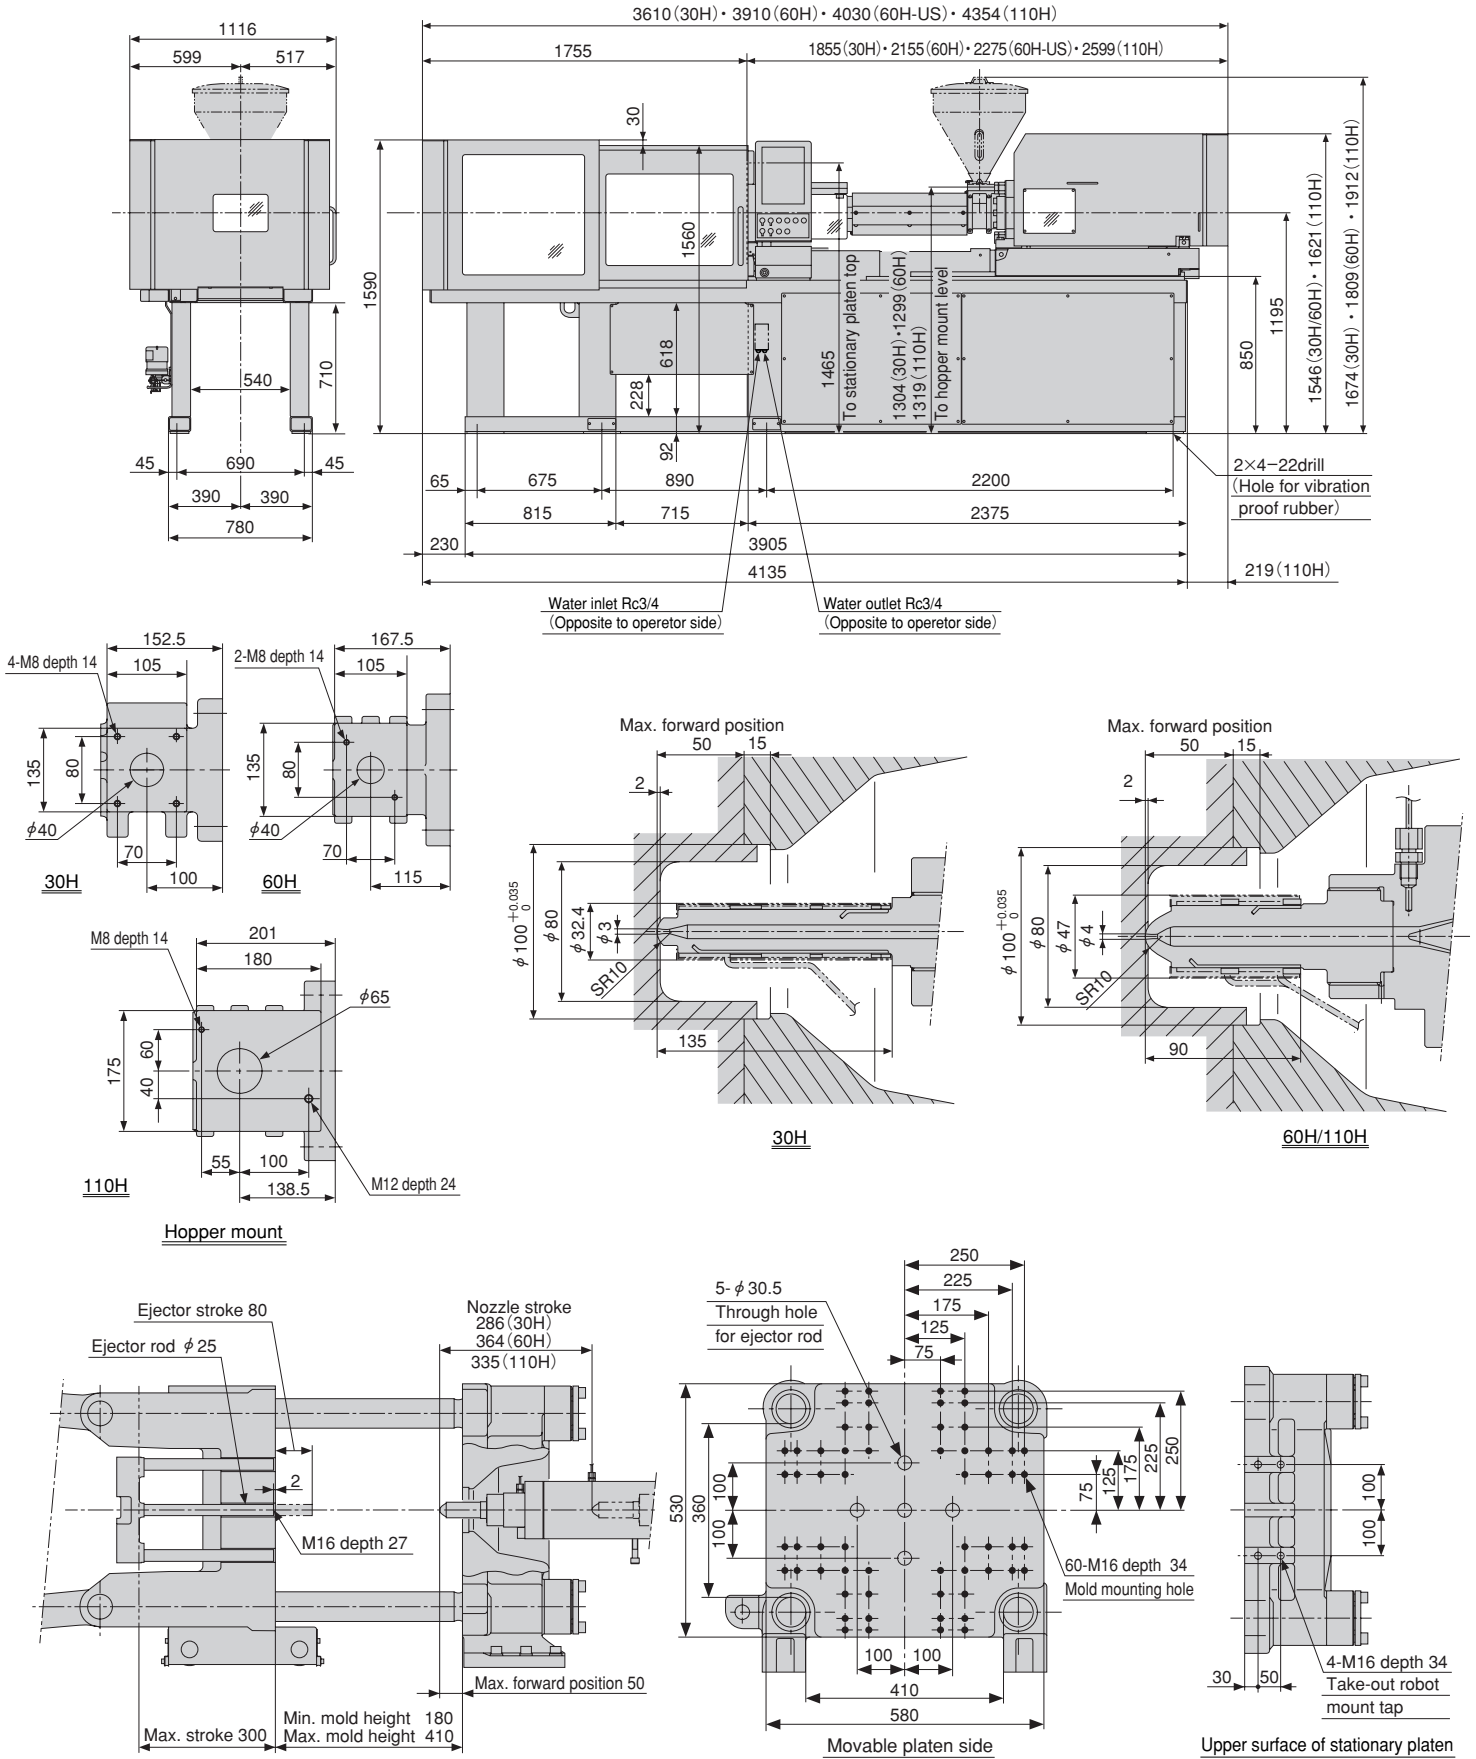 3610(30H)・3910(60H)・4030(60H-US)・4354(110H)
1116
599
517
1755
1855(30H)・2155(60H)・2275(60H-US)・2599(110H)
30
1590
1560
1465
To stationary platen top
1304(30H)・1299(60H)
1319(110H)
To hopper mount level
850
1195
1546(30H/60H)・1621(110H)
1674(30H)・1809(60H)・1912(110H)
710
540
618
228
92
45
690
45
390
390
780
65
675
890
2200
2×4−22drill
(Hole for vibration
proof rubber)
815
715
2375
230
3905
4135
219(110H)
Water inlet Rc3/4
(Opposite to operetor side)
Water outlet Rc3/4
(Opposite to operetor side)
152.5
4-M8 depth 14
105
135
80
φ40
70
100
30H
167.5
2-M8 depth 14
105
135
80
φ40
70
115
60H
201
M8 depth 14
180
φ65
175
60
40
55
100
138.5
M12 depth 24
110H
Hopper mount
Max. forward position
50
15
2
φ100 +0.035 0
φ80
φ32.4
φ3
SR10
135
30H
Max. forward position
50
15
2
φ100 +0.035 0
φ80
φ47
φ4
SR10
90
60H/110H
Ejector stroke 80
Ejector rod φ25
Nozzle stroke
286(30H)
364(60H)
335(110H)
2
M16 depth 27
Max. forward position 50
Max. stroke 300
Min. mold height 180
Max. mold height 410
250
225
175
125
75
5-φ30.5
Through hole
for ejector rod
530
360
100
100
75
125
175
225
250
60-M16 depth 34
Mold mounting hole
100
100
410
580
Movable platen side
100
100
30
50
4-M16 depth 34
Take-out robot
mount tap
Upper surface of stationary platen